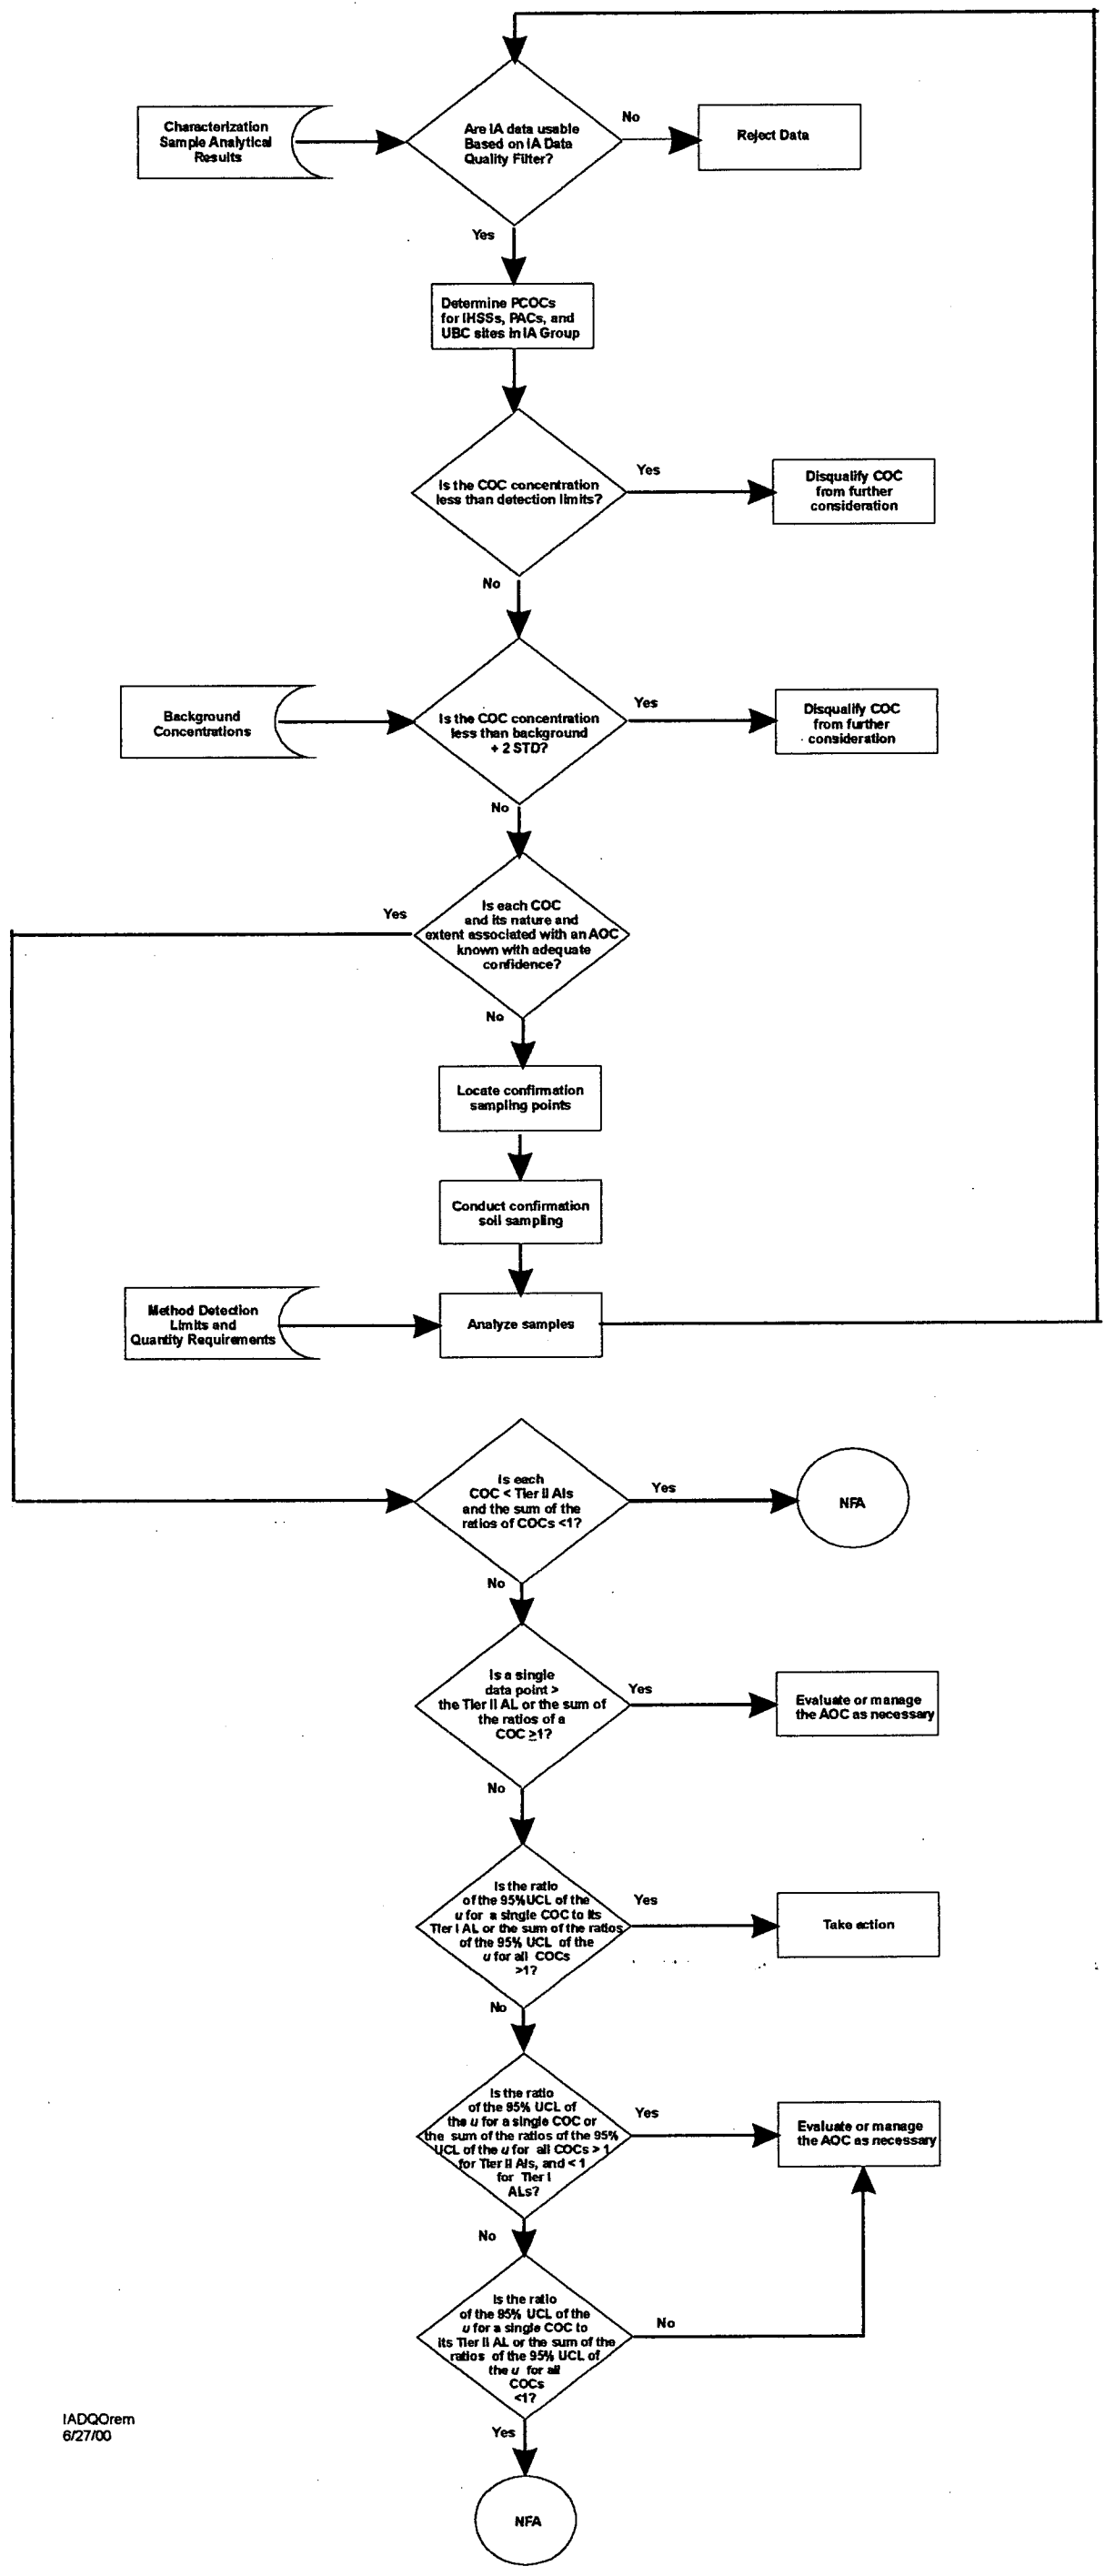 Characterization
Sample Analytical
Results
Are IA data usable
Based on IA Data
Quality Filter?
No
Reject Data
Yes
Determine PCOCs
for IHSSs, PACs, and
UBC sites in IA Group
Is the COC concentration
less than detection limits?
Yes
Disqualify COC
from further
consideration
No
Background
Concentrations
Is the COC concentration
less than background
+ 2 STD?
Yes
Disqualify COC
from further
consideration
No
Is each COC
and its nature and
extent associated with an AOC
known with adequate
confidence?
Yes
No
Locate confirmation
sampling points
Conduct confirmation
soil sampling
Method Detection
Limits and
Quantity Requirements
Analyze samples
Is each
COC < Tier II Als
and the sum of the
ratios of COCs <1?
Yes
NFA
No
Is a single
data point >
the Tier II AL or the sum of
the ratios of a
COC ≥1?
Yes
Evaluate or manage
the AOC as necessary
No
Is the ratio
of the 95%UCL of the
u for a single COC to its
Tier I AL or the sum of the ratios
of the 95% UCL of the
u for all COCs
>1?
Yes
Take action
No
Is the ratio
of the 95% UCL of
the u for a single COC or
the sum of the ratios of the 95%
UCL of the u for all COCs > 1
for Tier II Als, and < 1
for Tier I
ALs?
Yes
Evaluate or manage
the AOC as necessary
No
Is the ratio
of the 95% UCL of the
u for a single COC to
its Tier II AL or the sum of the
ratios of the 95% UCL of
the u for all
COCs
<1?
No
Yes
NFA
IADQOrem
6/27/00